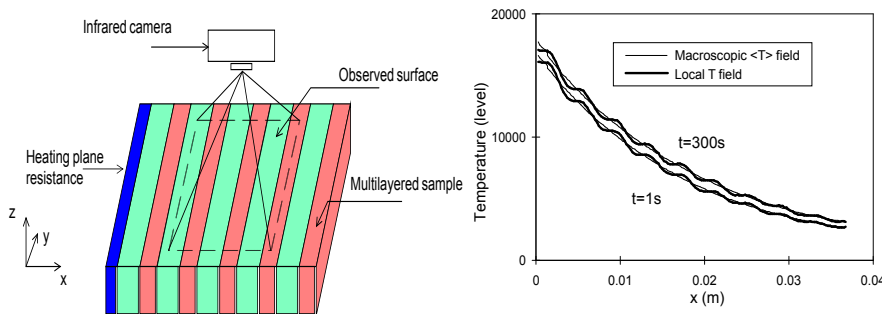 Infrared camera
Observed surface
Heating plane
resistance
Multilayered sample
z
y
x
Temperature (level)
20000
10000
0
Macroscopic <T> field
Local T field
t=300s
t=1s
0
0.01
0.02
0.03
0.04
x (m)